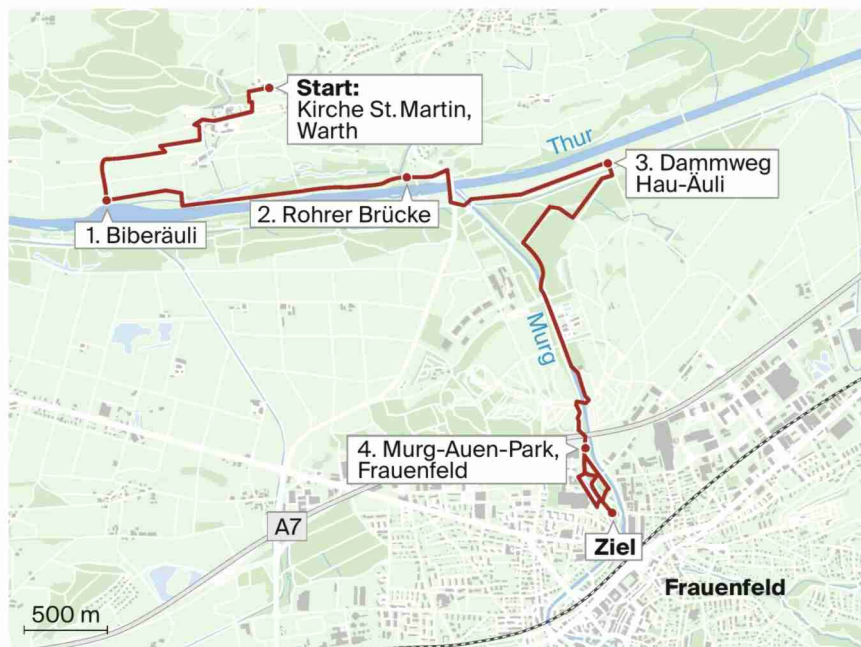 Start:
Kirche St. Martin,
Warth
Thur
3. Dammweg
Hau-Äuli
2. Rohrer Brücke
1. Biberäuli
Murg
4. Murg-Auen-Park,
Frauenfeld
A7
Ziel
Frauenfeld
500 m